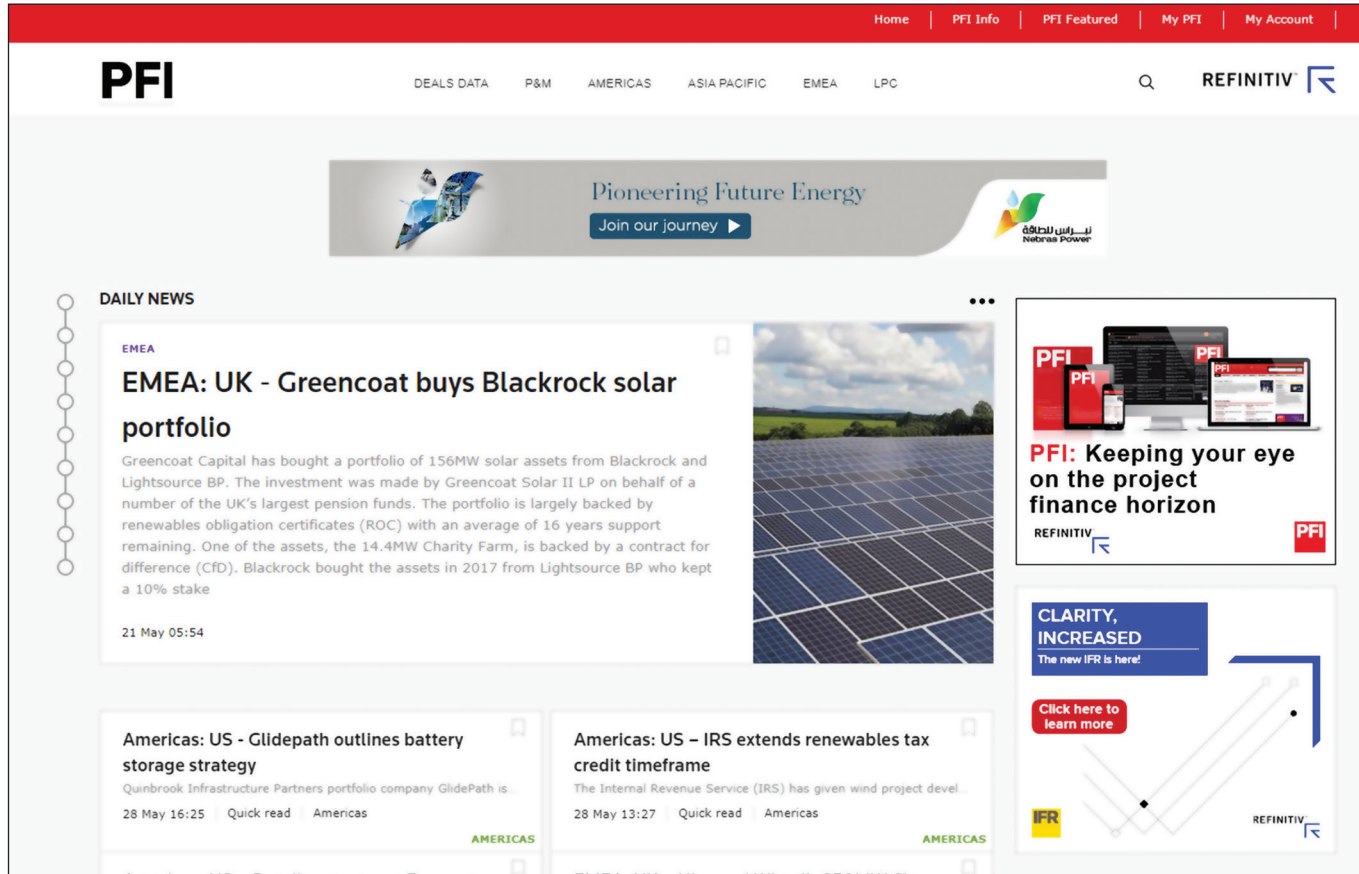 Home PFI Info PFI Featured My PFI My Account
PFI
DEALS DATA P&M AMERICAS ASIA PACIFIC EMEA LPC
REFINITIV
Pioneering Future Energy
Join our journey
نبراس للطاقة
Nebras Power
DAILY NEWS
EMEA
EMEA: UK - Greencoat buys Blackrock solar
portfolio
Greencoat Capital has bought a portfolio of 156MW solar assets from Blackrock and
Lightsource BP. The investment was made by Greencoat Solar II LP on behalf of a
number of the UK's largest pension funds. The portfolio is largely backed by
renewables obligation certificates (ROC) with an average of 16 years support
remaining. One of the assets, the 14.4MW Charity Farm, is backed by a contract for
difference (CfD). Blackrock bought the assets in 2017 from Lightsource BP who kept
a 10% stake
21 May 05:54
PFI
PFI
PFI
PFI
PFI: Keeping your eye
on the project
finance horizon
REFINITIV
PFI
CLARITY,
INCREASED
The new IFR is here!
Click here to
learn more
IFR
REFINITIV
Americas: US - Glidepath outlines battery
storage strategy
Quinbrook Infrastructure Partners portfolio company GlidePath is...
28 May 16:25 Quick read Americas
AMERICAS
Americas: US – IRS extends renewables tax
credit timeframe
The Internal Revenue Service (IRS) has given wind project devel...
28 May 13:27 Quick read Americas
AMERICAS